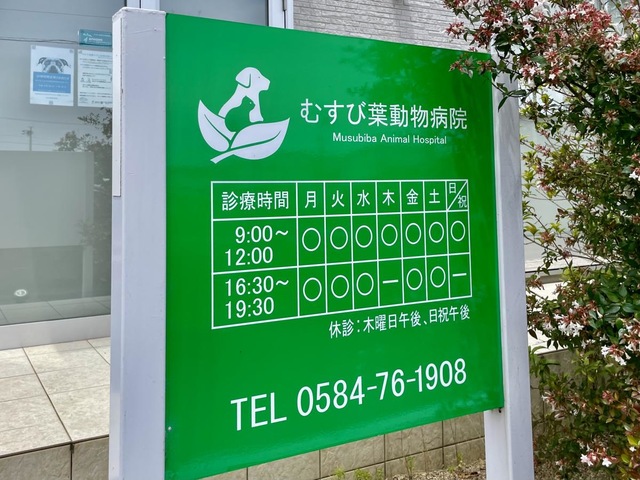 むすび葉動物病院
Musubiba Animal Hospital
診療時間 月 火 水 木 金 土 日/祝
9:00～12:00 ○ ○ ○ ○ ○ ○ ○
16:30～19:30 ○ ○ ○ ー ○ ○ ー
休診：木曜日午後、日祝午後
TEL 0584-76-1908